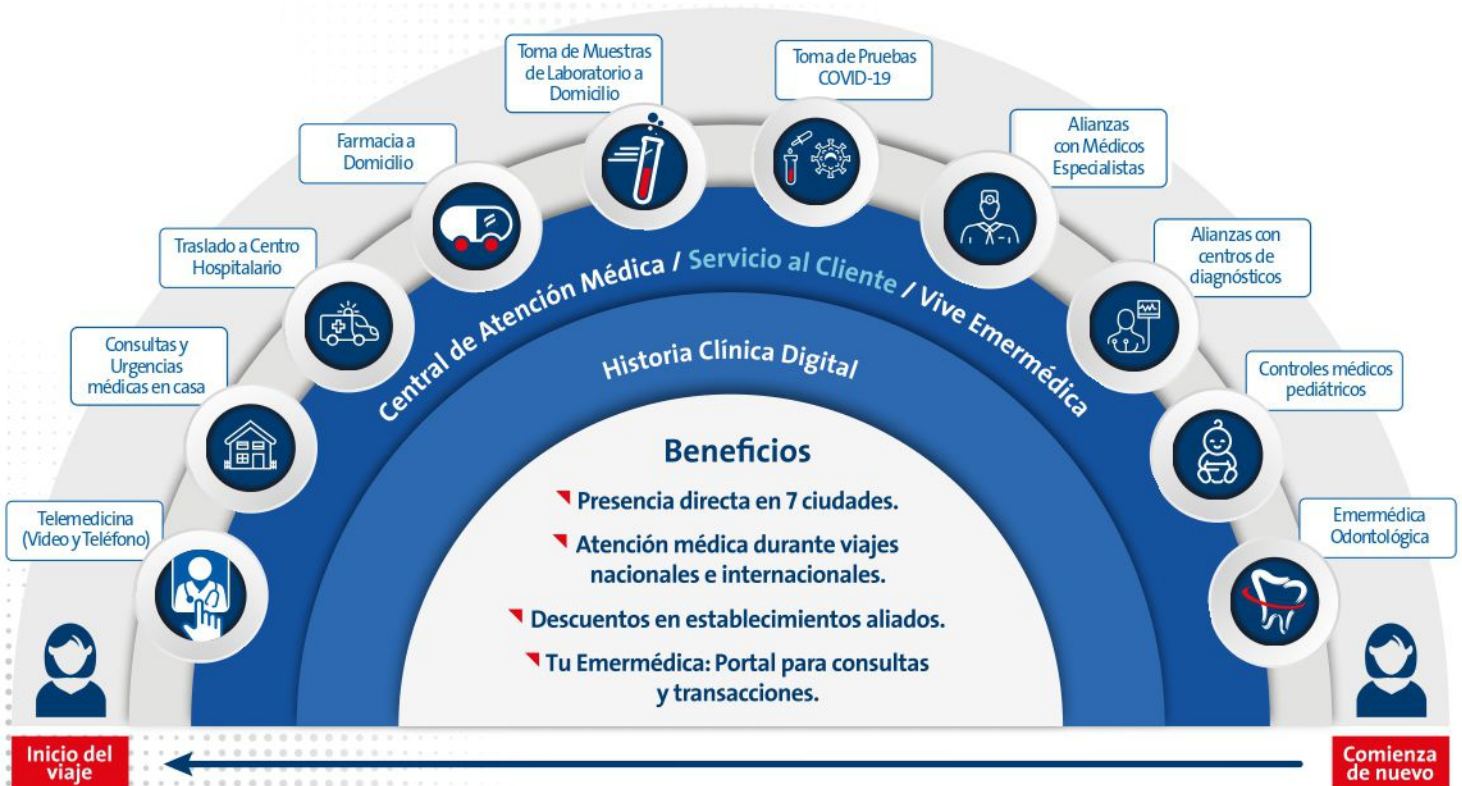 Toma de Muestras
de Laboratorio a
Domicilio
Toma de Pruebas
COVID-19
Farmacia a
Domicilio
Alianzas
con Médicos
Especialistas
Traslado a Centro
Hospitalario
Alianzas con
centros de
diagnósticos
Consultas y
Urgencias
médicas en casa
Controles médicos
pediátricos
Telemedicina
(Video y Teléfono)
Emermédica
Odontológica
Central de Atención Médica / Servicio al Cliente / Vive Emermédica
Historia Clínica Digital
Beneficios
Presencia directa en 7 ciudades.
Atención médica durante viajes
nacionales e internacionales.
Descuentos en establecimientos aliados.
Tu Emermédica: Portal para consultas
y transacciones.
Inicio del
viaje
Comienza
de nuevo